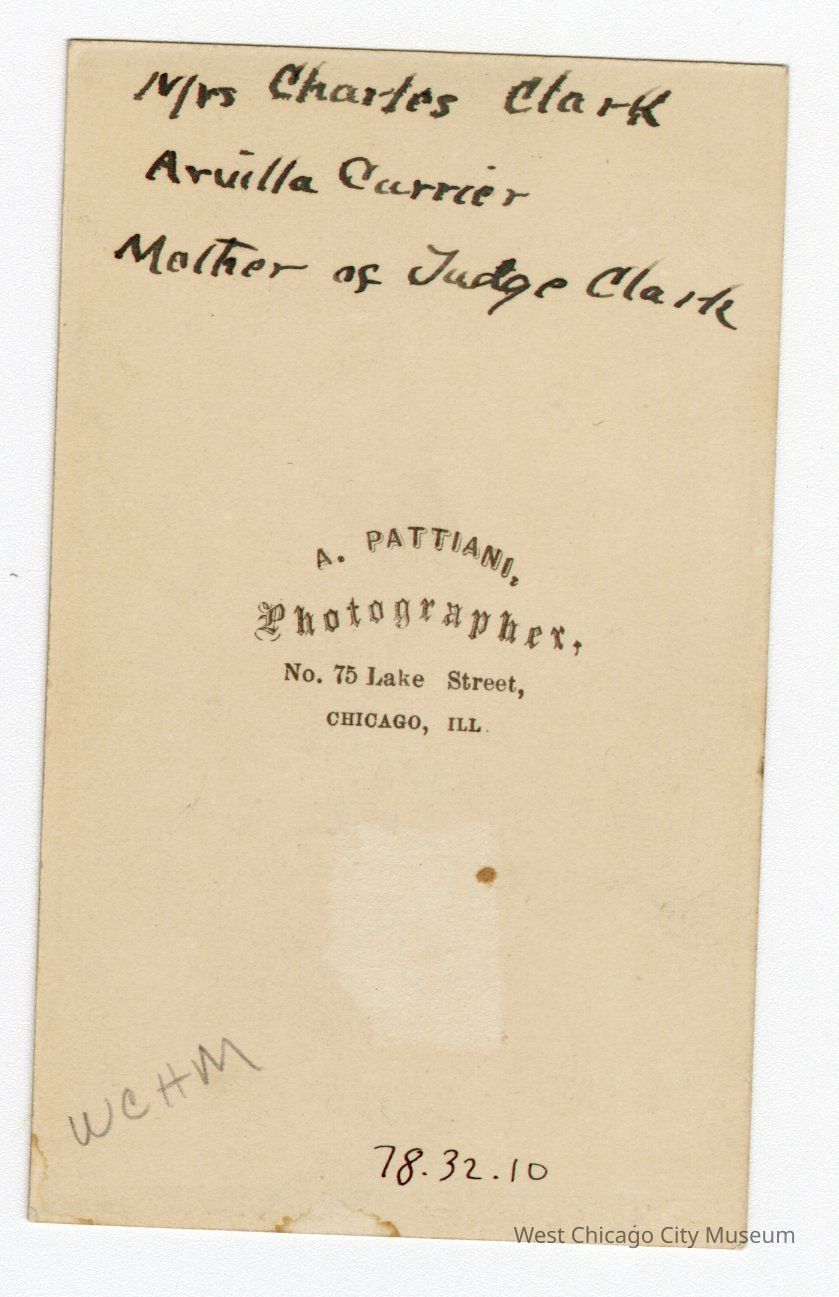 Mrs Charles Clark
Arvilla Currier
Mother of Judge Clark
A. PATTIANI,
Photographer,
No. 75 Lake Street,
CHICAGO, ILL.
WCHM
78.32.10
West Chicago City Museum